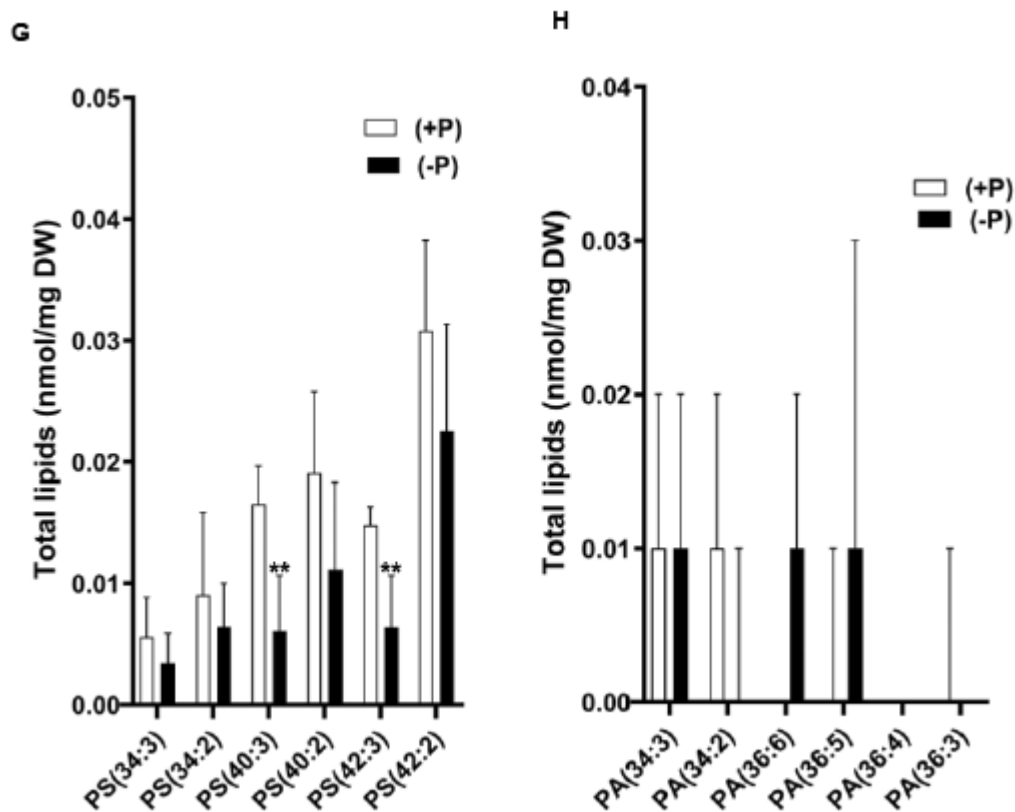 G
0.05
0.04
0.03
0.02
0.01
0.00
Total lipids (nmol/mg DW)
(+P)
(-P)
**
**
PS(34:3)
PS(34:2)
PS(40:3)
PS(40:2)
PS(42:3)
PS(42:2)
H
0.04
0.03
0.02
0.01
0.00
Total lipids (nmol/mg DW)
(+P)
(-P)
PA(34:3)
PA(34:2)
PA(36:6)
PA(36:5)
PA(36:4)
PA(36:3)